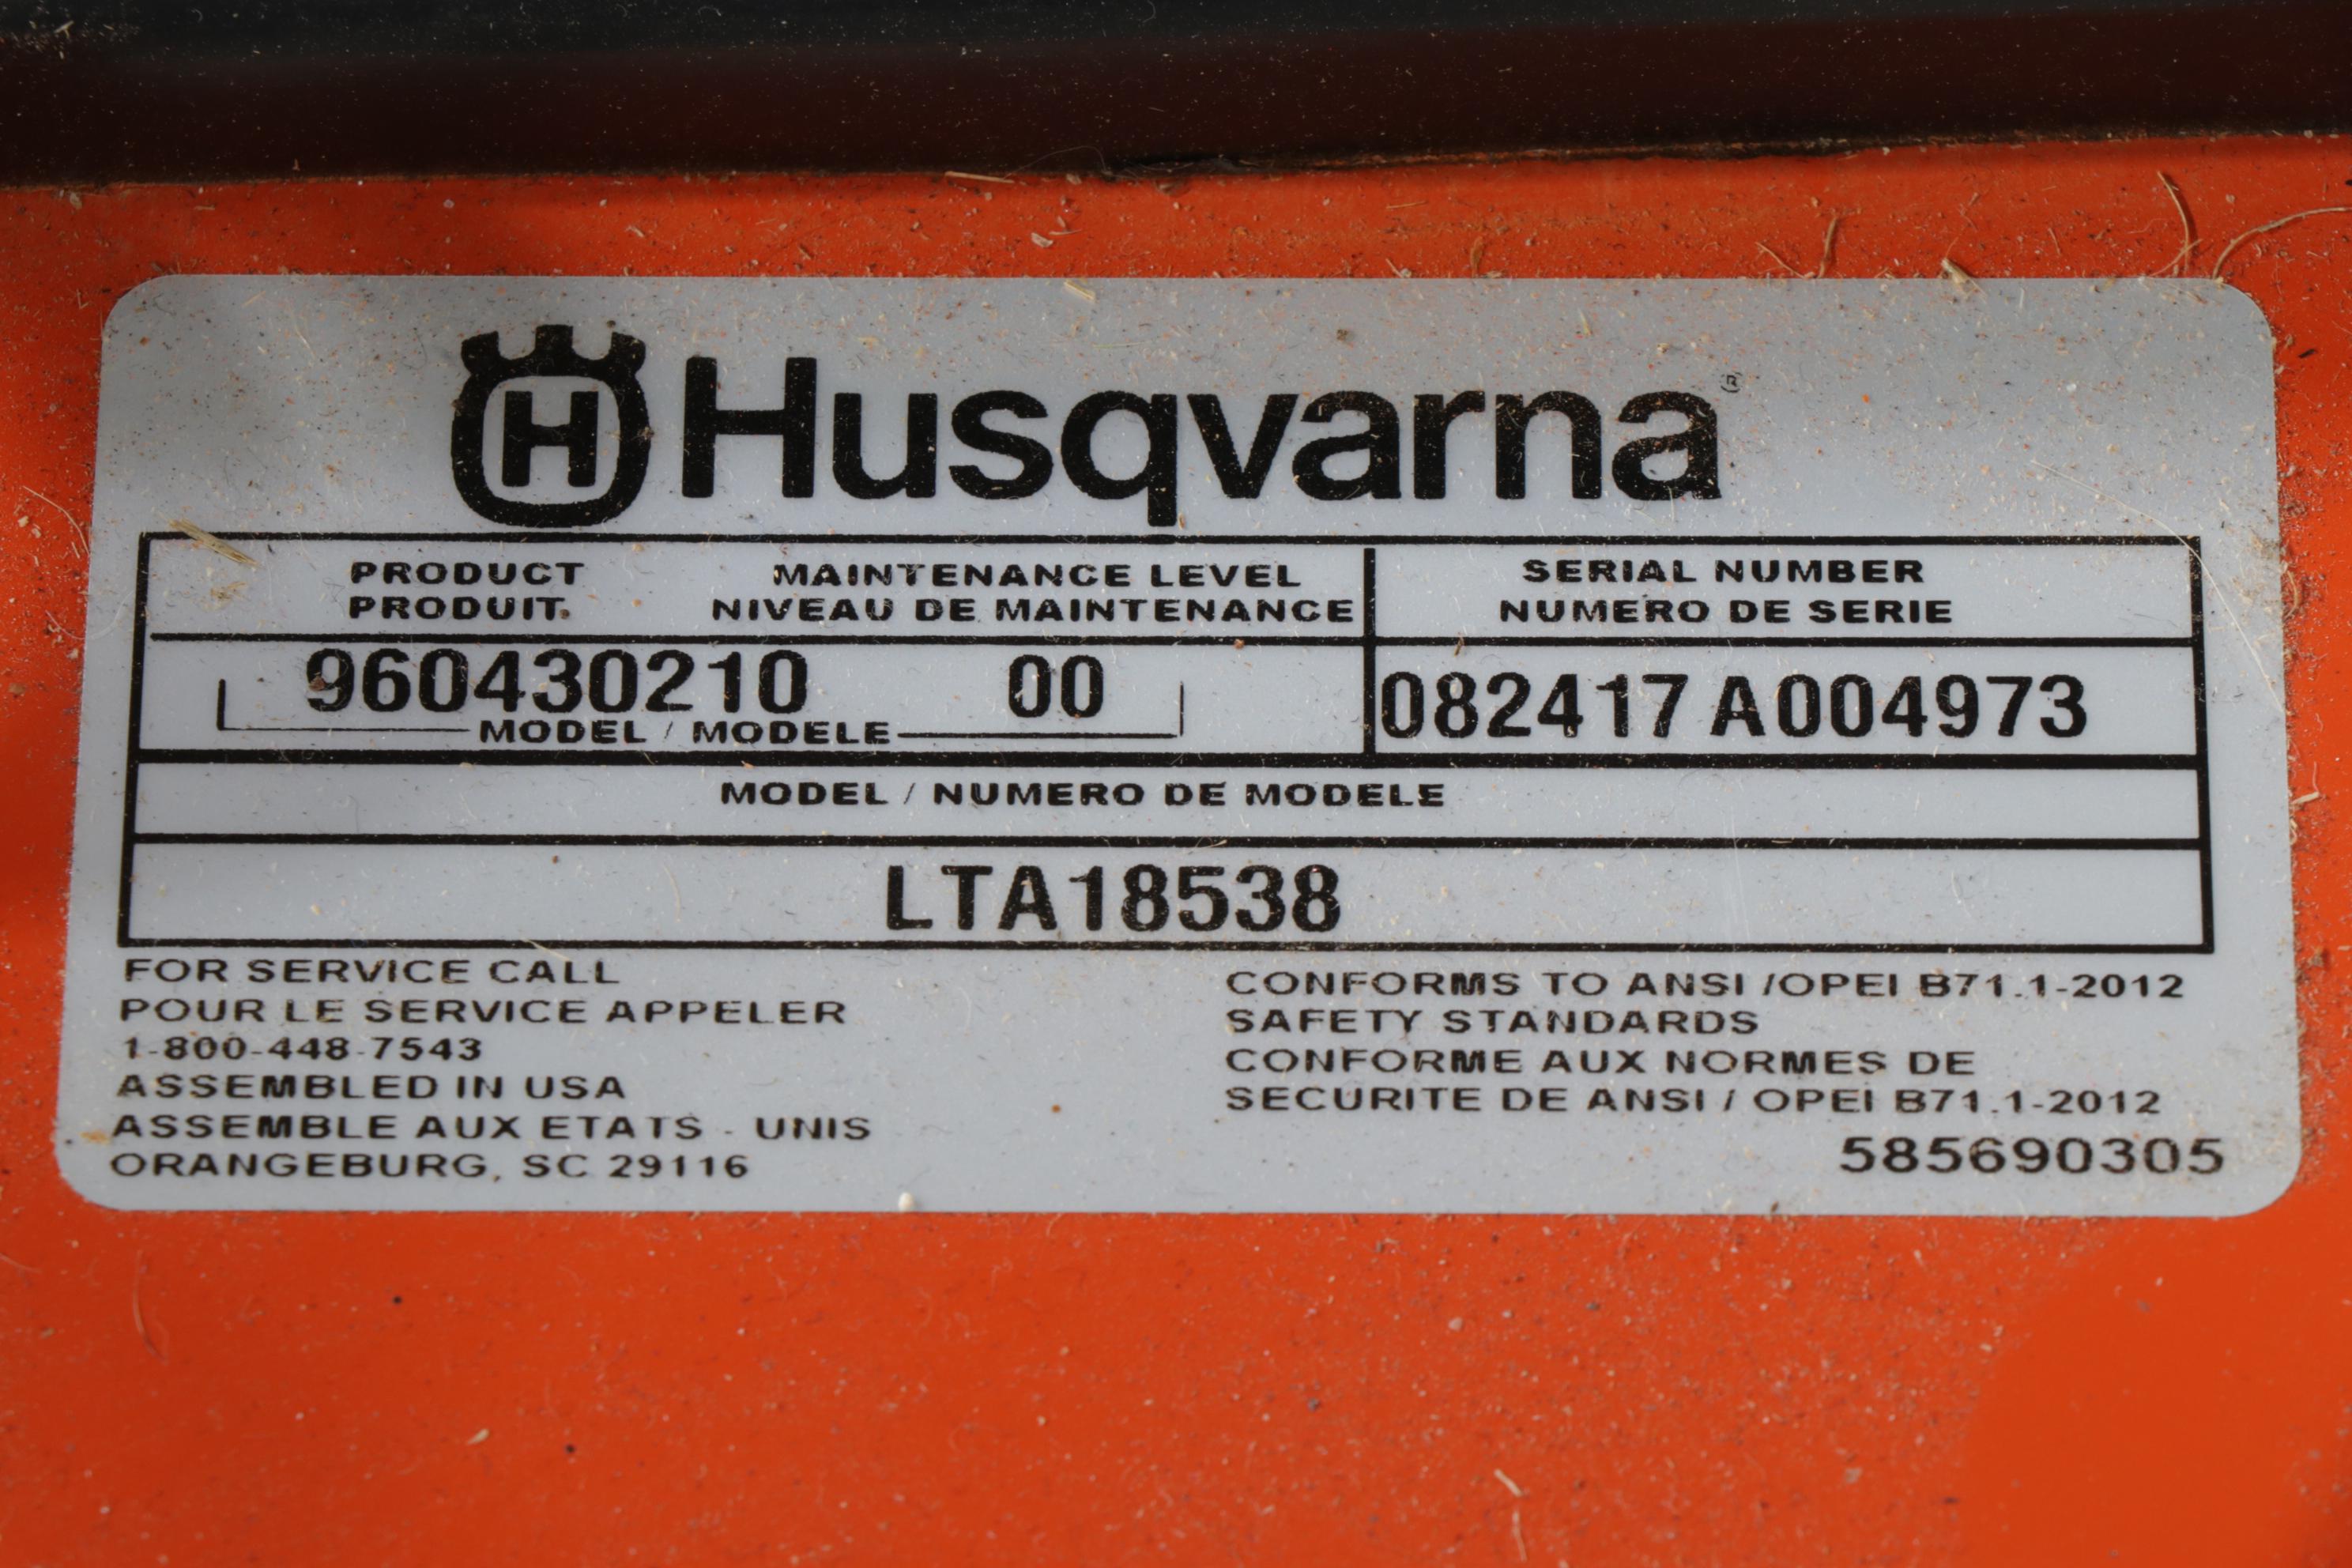 H Husqvarna®
PRODUCT MAINTENANCE LEVEL SERIAL NUMBER
PRODUIT NIVEAU DE MAINTENANCE NUMERO DE SERIE
960430210 00 082417 A004973
MODEL / MODELE
MODEL / NUMERO DE MODELE
LTA18538
FOR SERVICE CALL
POUR LE SERVICE APPELER
1-800-448-7543
ASSEMBLED IN USA
ASSEMBLE AUX ETATS - UNIS
ORANGEBURG, SC 29116
CONFORMS TO ANSI /OPEI B71.1-2012
SAFETY STANDARDS
CONFORME AUX NORMES DE
SECURITE DE ANSI / OPEI B71.1-2012
585690305